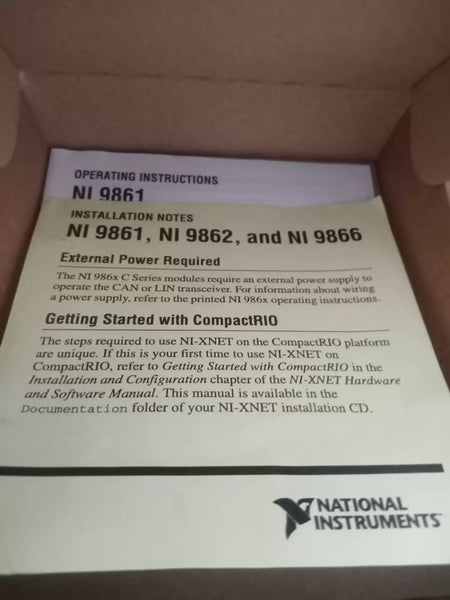 OPERATING INSTRUCTIONS
NI 9861
INSTALLATION NOTES
NI 9861, NI 9862, and NI 9866
External Power Required
The NI 986x C Series modules require an external power supply to
operate the CAN or LIN transceiver. For information about wiring
a power supply, refer to the printed NI 986x operating instructions.
Getting Started with CompactRIO
The steps required to use NI-XNET on the CompactRIO platform
are unique. If this is your first time to use NI-XNET on
CompactRIO, refer to Getting Started with CompactRIO in the
Installation and Configuration chapter of the NI-XNET Hardware
and Software Manual. This manual is available in the
Documentation folder of your NI-XNET installation CD.
NATIONAL
INSTRUMENTS